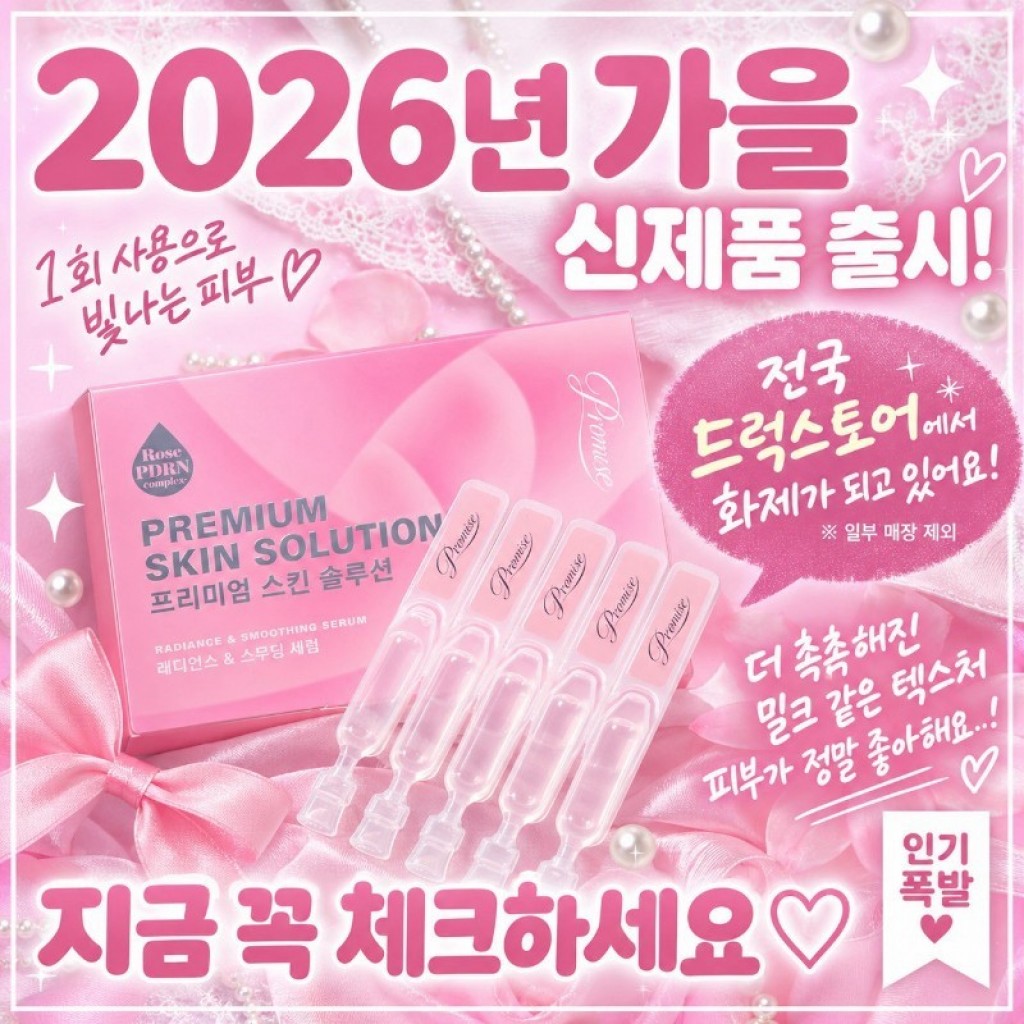 2026년 가을
신제품 출시!
1회 사용으로
빛나는 피부♡
전국
드럭스토어에서
화제가 되고 있어요!
※ 일부 매장 제외
Promise
Rose
PDRN
complex-
PREMIUM
SKIN SOLUTION
프리미엄 스킨 솔루션
RADIANCE & SMOOTHING SERUM
래디언스 & 스무딩 세럼
Promise
Promise
Promise
Promise
Promise
더 촉촉해진
밀크 같은 텍스처
피부가 정말 좋아해요..!
인기
폭발
지금 꼭 체크하세요♡